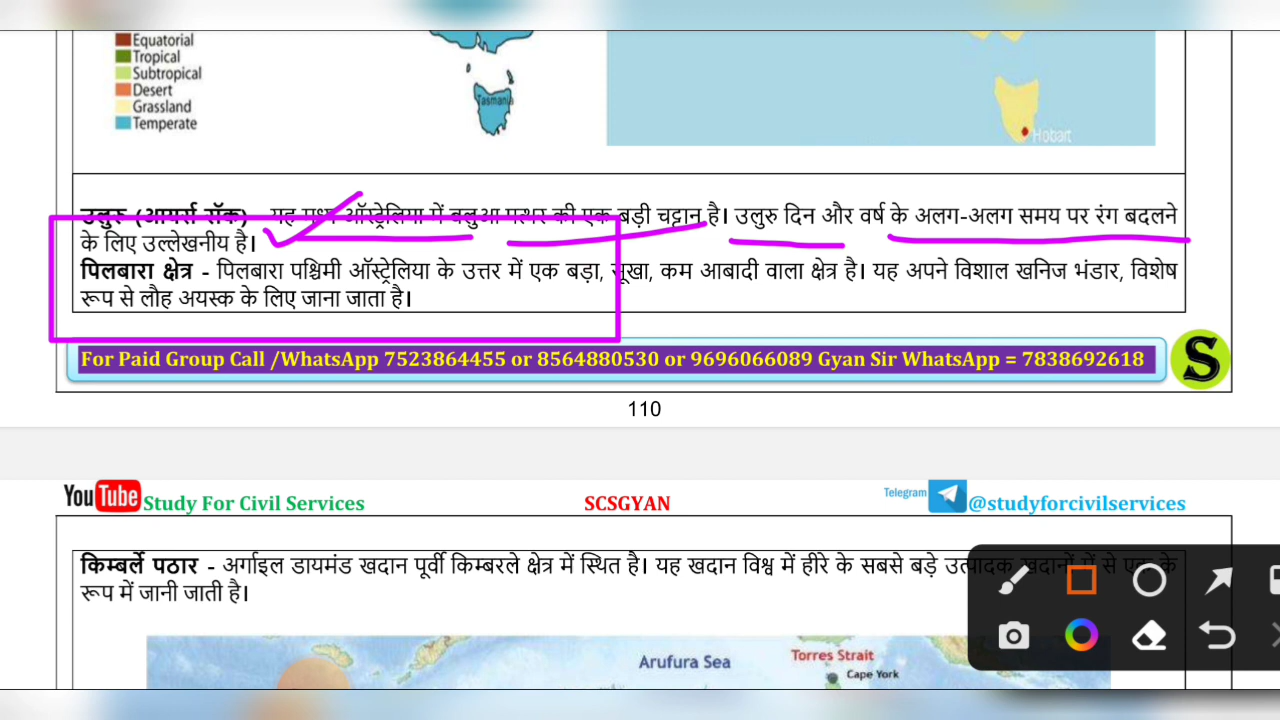 Equatorial
Tropical
Subtropical
Desert
Grassland
Temperate
Tasmania
Hobart
उलुरु (आयर्स रॉक) - यह मध्य ऑस्ट्रेलिया में बलुआ पत्थर की एक बड़ी चट्टान है। उलुरु दिन और वर्ष के अलग-अलग समय पर रंग बदलने
के लिए उल्लेखनीय है।
पिलबारा क्षेत्र - पिलबारा पश्चिमी ऑस्ट्रेलिया के उत्तर में एक बड़ा, सूखा, कम आबादी वाला क्षेत्र है। यह अपने विशाल खनिज भंडार, विशेष
रूप से लौह अयस्क के लिए जाना जाता है।
For Paid Group Call /WhatsApp 7523864455 or 8564880530 or 9696066089 Gyan Sir WhatsApp = 7838692618
S
110
YouTube Study For Civil Services SCSGYAN Telegram @studyforcivilservices
किम्बर्ले पठार - अर्गाइल डायमंड खदान पूर्वी किम्बरले क्षेत्र में स्थित है। यह खदान विश्व में हीरे के सबसे बड़े उत्पादक खदानों में से एक के
रूप में जानी जाती है।
Arufura Sea
Torres Strait
Cape York